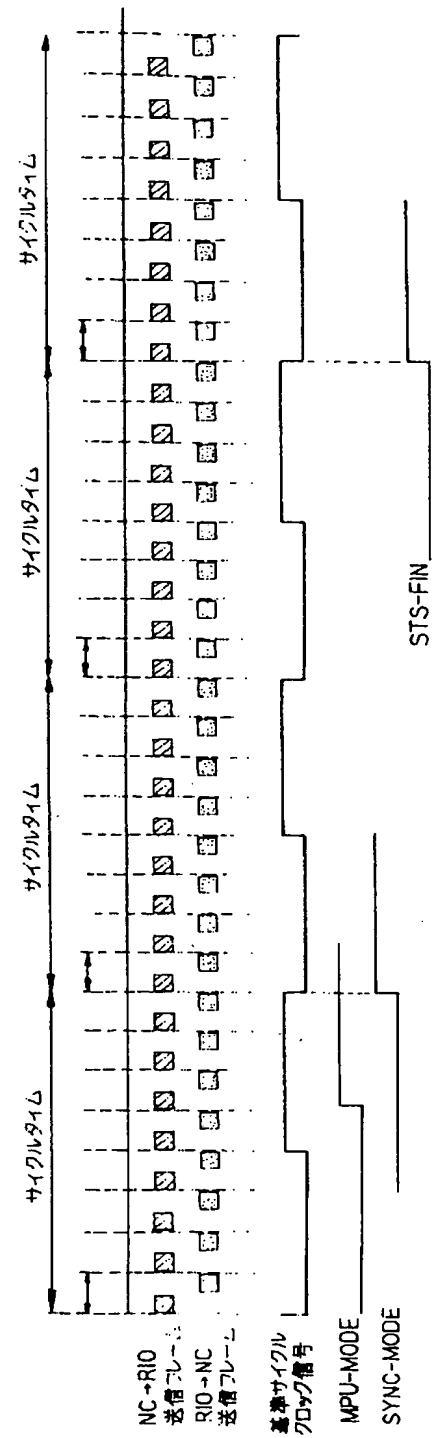 サイクルタイム
サイクルタイム
サイクルタイム
サイクルタイム
NC→RIO
送信フレーム
RIO→NC
送信フレーム
基準サイクル
クロック信号
MPU-MODE
SYNC-MODE
STS-FIN